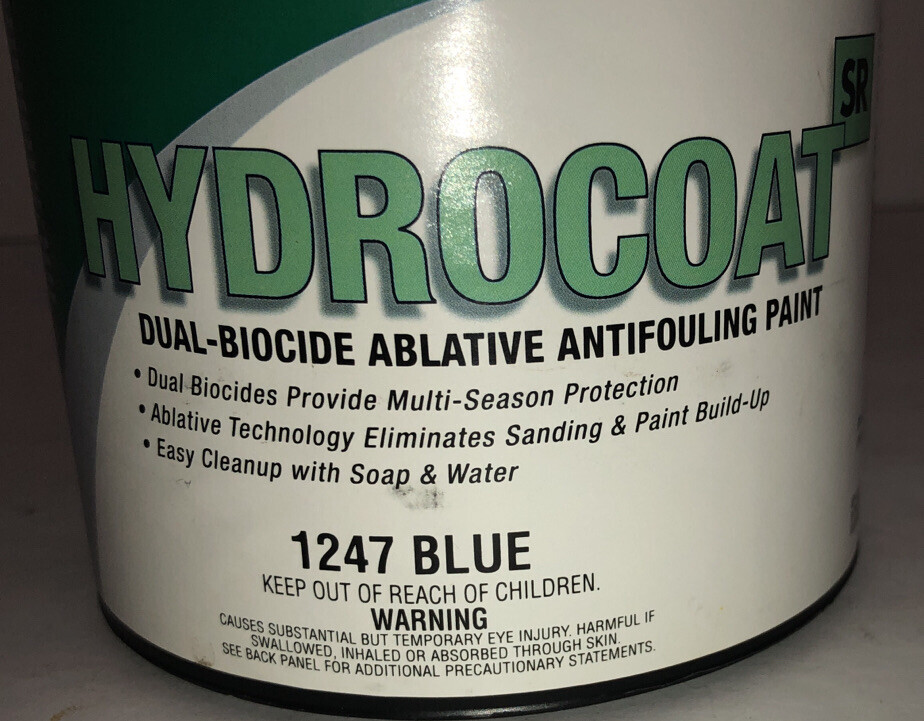 SR
HYDROCOAT
DUAL-BIOCIDE ABLATIVE ANTIFOULING PAINT
• Dual Biocides Provide Multi-Season Protection
• Ablative Technology Eliminates Sanding & Paint Build-Up
• Easy Cleanup with Soap & Water
1247 BLUE
KEEP OUT OF REACH OF CHILDREN.
WARNING
CAUSES SUBSTANTIAL BUT TEMPORARY EYE INJURY. HARMFUL IF
SWALLOWED, INHALED OR ABSORBED THROUGH SKIN.
SEE BACK PANEL FOR ADDITIONAL PRECAUTIONARY STATEMENTS.